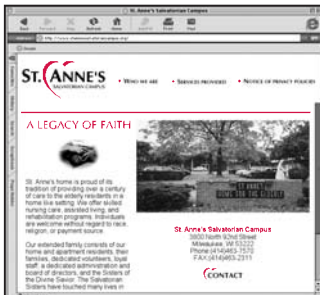 St. Anne's Salvatorian Campus
ST. ANNE'S
SALVATORIAN CAMPUS
• WHO WE ARE
• SERVICES PROVIDED
• NOTICE OF PRIVACY POLICIES
A LEGACY OF FAITH
ST ANNE'S
HOME FOR THE ELDERLY
St. Anne's home is proud of its
tradition of providing over a century
of care to the elderly residents in a
home like setting. We offer skilled
nursing care, assisted living, and
rehabilitation programs. Individuals
are welcome without regard to race,
religion, or payment source.
Our extended family consists of our
home and apartment residents, their
families, dedicated volunteers, loyal
staff, a dedicated administration and
board of directors, and the Sisters of
the Divine Savior. The Salvatorian
Sisters have touched many lives in
St. Anne's Salvatorian Campus
3800 North 92nd Street
Milwaukee, WI 53222
Phone:(414)463-7570
FAX:(414)463-2311
CONTACT